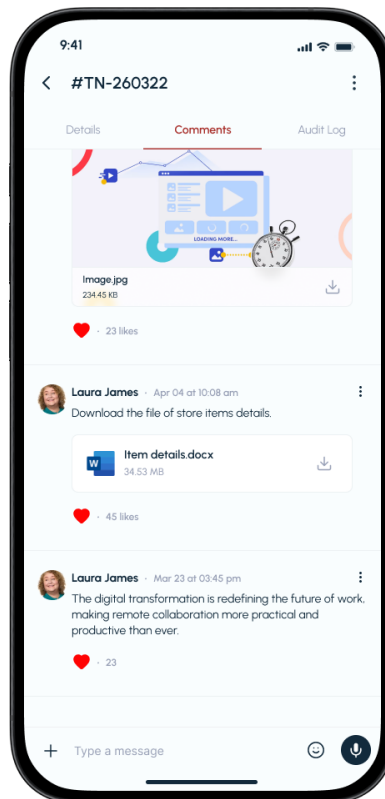 9:41
#TN-260322
Details Comments Audit Log
LOADING MORE...
Image.jpg
234.45 KB
· 23 likes
Laura James · Apr 04 at 10:08 am
Download the file of store items details.
W
Item details.docx
34.53 MB
· 45 likes
Laura James · Mar 23 at 03:45 pm
The digital transformation is redefining the future of work,
making remote collaboration more practical and
productive than ever.
· 23
Type a message